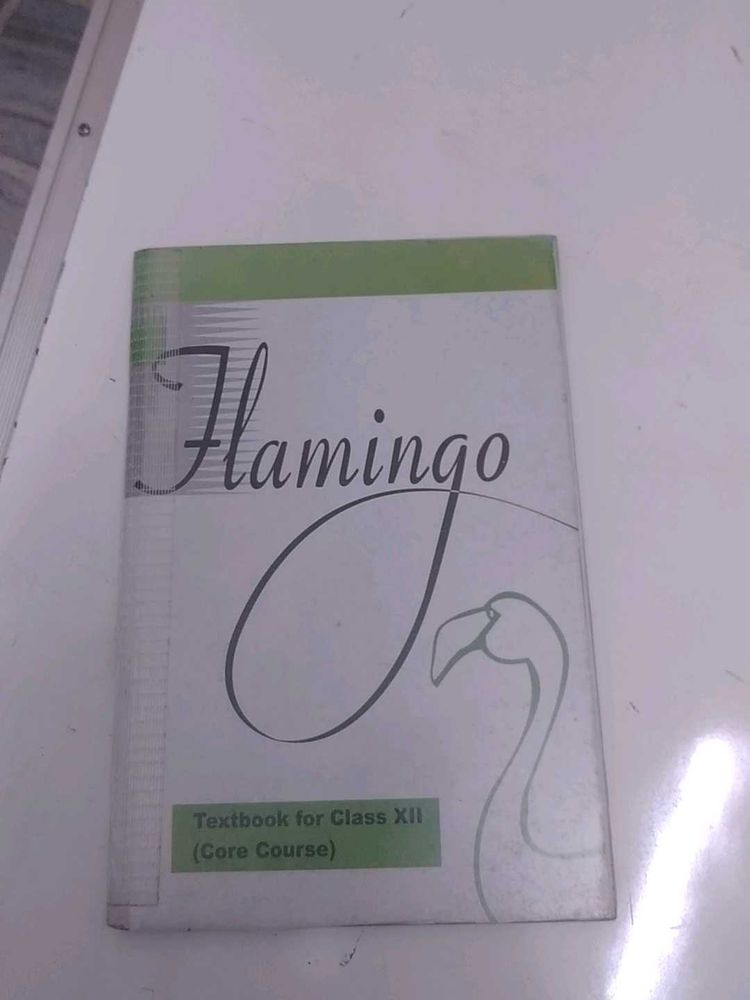 Flamingo
Textbook for Class XII
(Core Course)